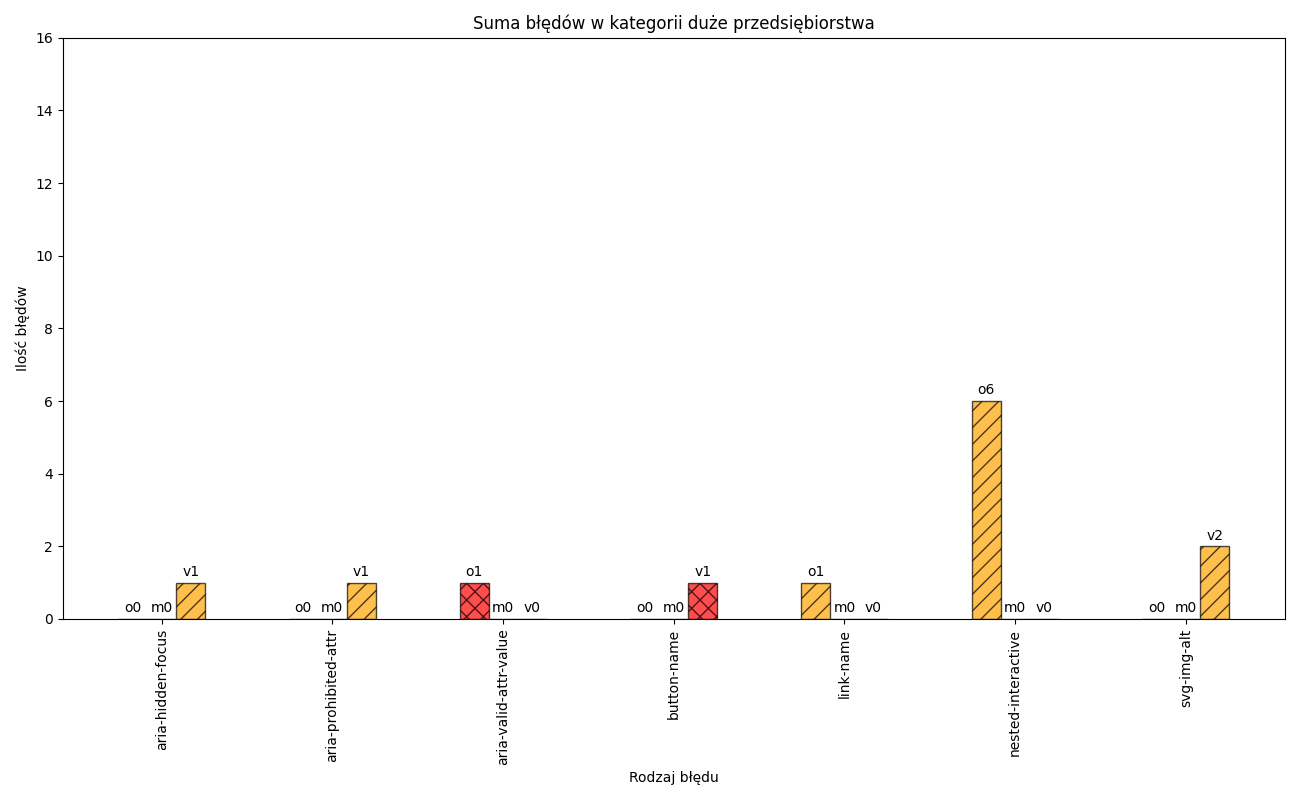 Suma błędów w kategorii duże przedsiębiorstwa
Ilość błędów
16
14
12
10
8
6
4
2
0
o0 m0 v1
o0 m0 v1
o1 m0 v0
o0 m0 v1
o1 m0 v0
o6 m0 v0
o0 m0 v2
aria-hidden-focus
aria-prohibited-attr
aria-valid-attr-value
button-name
link-name
nested-interactive
svg-img-alt
Rodzaj błędu